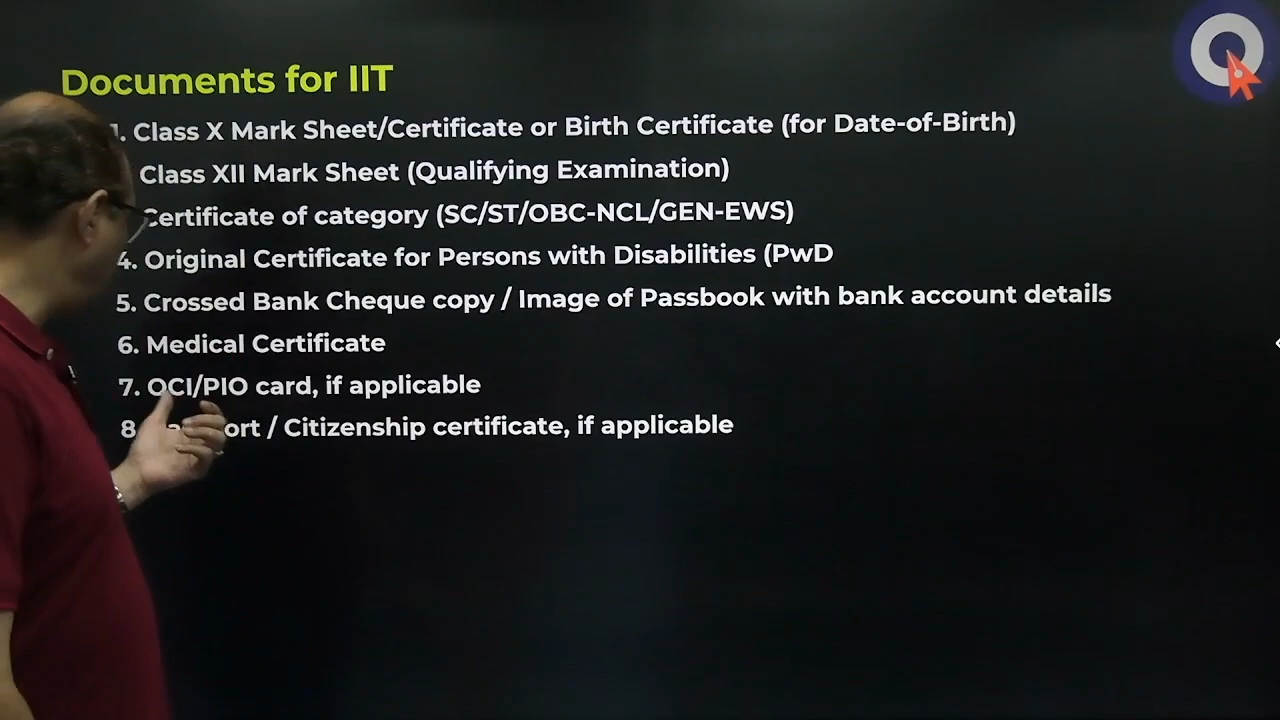 Documents for IIT
1. Class X Mark Sheet/Certificate or Birth Certificate (for Date-of-Birth)
Class XII Mark Sheet (Qualifying Examination)
Certificate of category (SC/ST/OBC-NCL/GEN-EWS)
4. Original Certificate for Persons with Disabilities (PwD
5. Crossed Bank Cheque copy / Image of Passbook with bank account details
6. Medical Certificate
7. OCI/PIO card, if applicable
8 / Citizenship certificate, if applicable